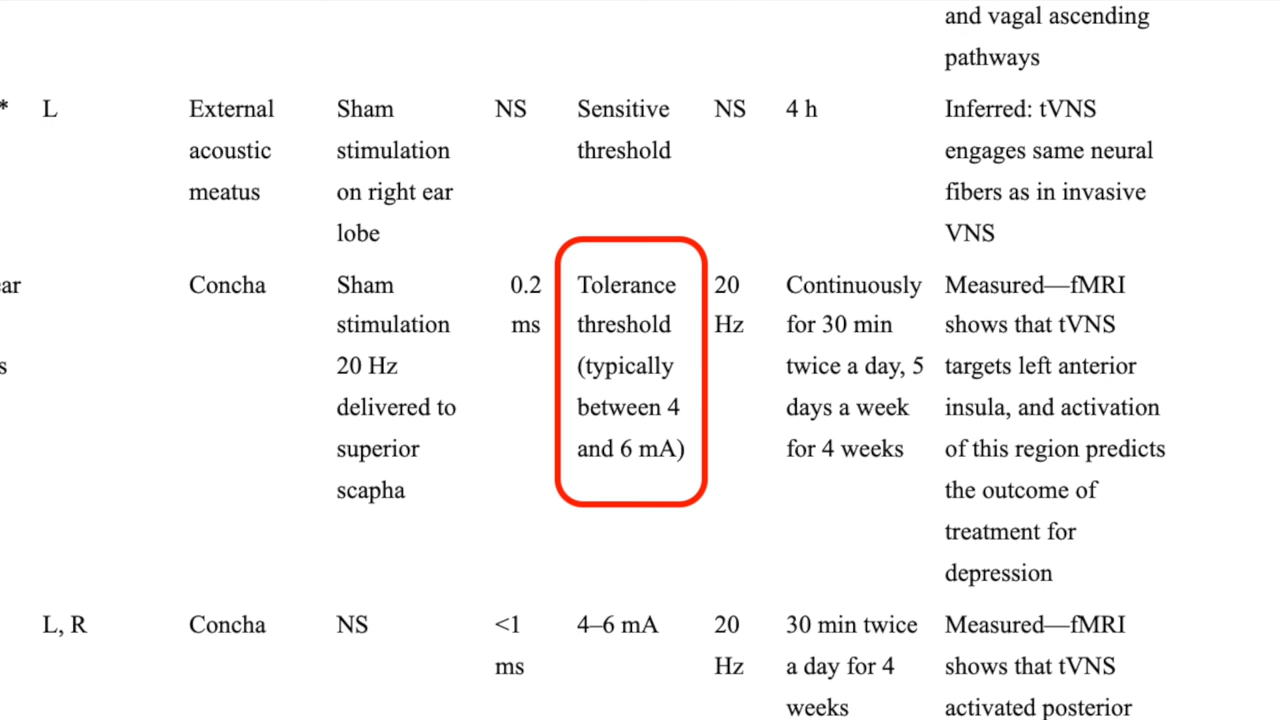 and vagal ascending
pathways
* L External Sham NS Sensitive NS 4 h Inferred: tVNS
acoustic stimulation threshold engages same neural
meatus on right ear fibers as in invasive
lobe VNS
ear Concha Sham 0.2 Tolerance 20 Continuously Measured—fMRI
stimulation ms threshold Hz for 30 min shows that tVNS
s 20 Hz (typically twice a day, 5 targets left anterior
delivered to between 4 days a week insula, and activation
superior and 6 mA) for 4 weeks of this region predicts
scapha the outcome of
treatment for
depression
L, R Concha NS <1 4–6 mA 20 30 min twice Measured—fMRI
ms Hz a day for 4 shows that tVNS
weeks activated posterior